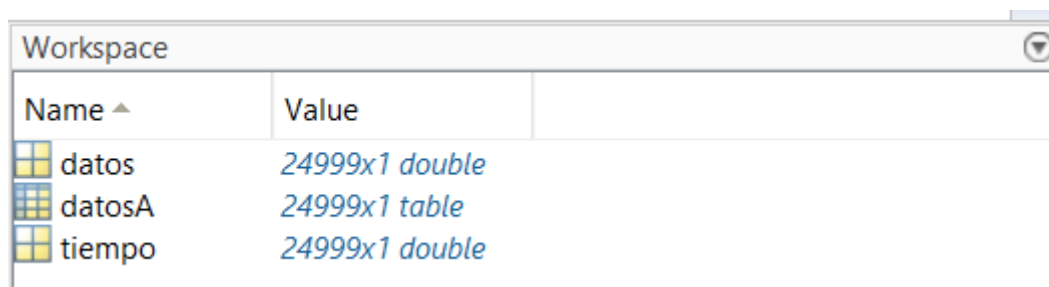 Workspace
Name Value
datos 24999x1 double
datosA 24999x1 table
tiempo 24999x1 double